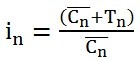 iₙ = (C̅ₙ̅+Tₙ)/C̅ₙ̅